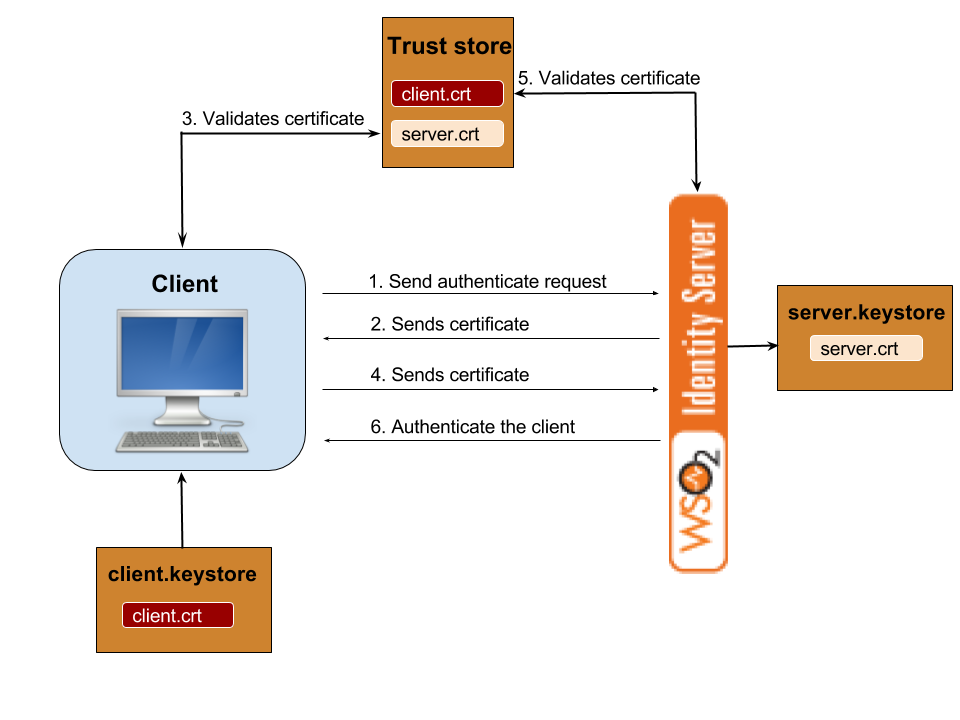 Trust store
client.crt
server.crt
5. Validates certificate
3. Validates certificate
Client
1. Send authenticate request
2. Sends certificate
4. Sends certificate
6. Authenticate the client
Identity Server
WSO2
server.keystore
server.crt
client.keystore
client.crt